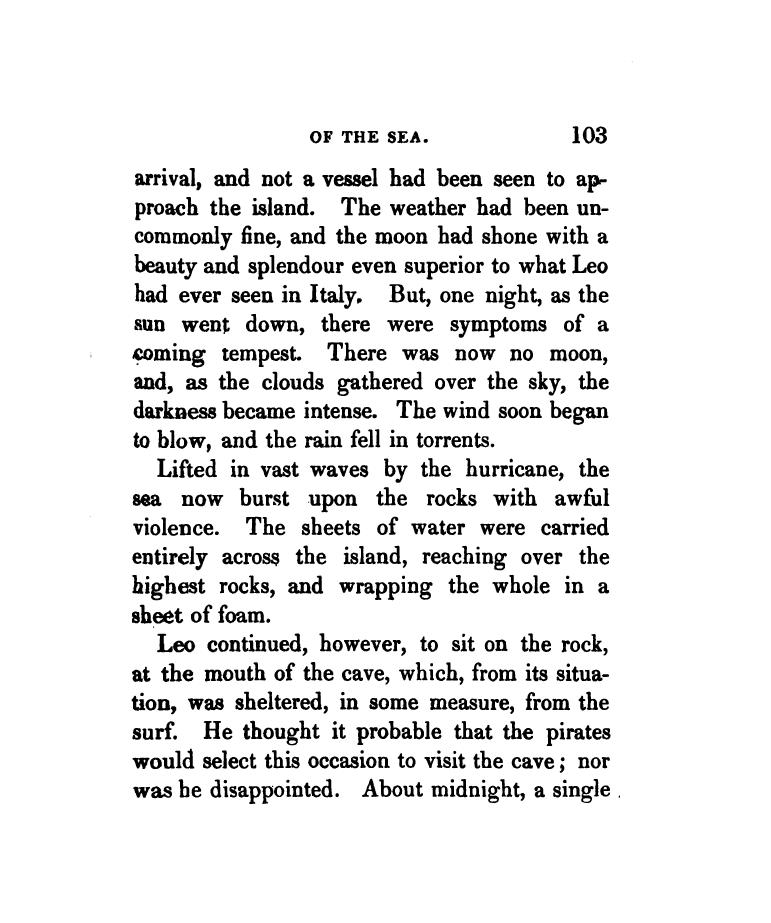 OF THE SEA. 103
arrival, and not a vessel had been seen to ap-
proach the island. The weather had been un-
commonly fine, and the moon had shone with a
beauty and splendour even superior to what Leo
had ever seen in Italy. But, one night, as the
sun went down, there were symptoms of a
coming tempest. There was now no moon,
and, as the clouds gathered over the sky, the
darkness became intense. The wind soon began
to blow, and the rain fell in torrents.
Lifted in vast waves by the hurricane, the
sea now burst upon the rocks with awful
violence. The sheets of water were carried
entirely across the island, reaching over the
highest rocks, and wrapping the whole in a
sheet of foam.
Leo continued, however, to sit on the rock,
at the mouth of the cave, which, from its situa-
tion, was sheltered, in some measure, from the
surf. He thought it probable that the pirates
would select this occasion to visit the cave; nor
was he disappointed. About midnight, a single